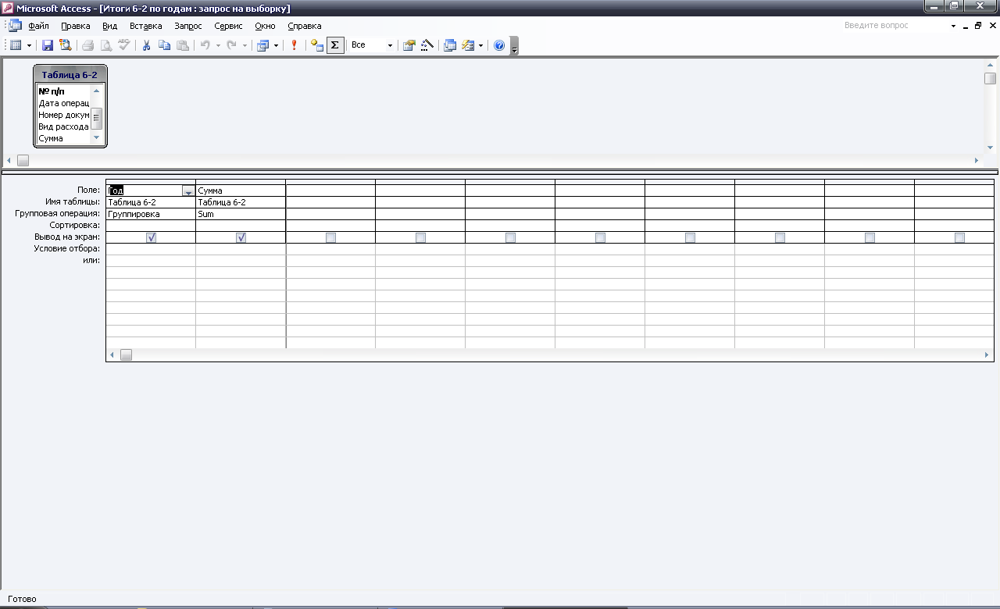 Microsoft Access - [Итоги 6-2 по годам : запрос на выборку]
Файл Правка Вид Вставка Запрос Сервис Окно Справка Введите вопрос
Все
Таблица 6-2
№ п/п
Дата операц
Номер докум
Вид расхода
Сумма
Поле: Год Сумма
Имя таблицы: Таблица 6-2 Таблица 6-2
Групповая операция: Группировка Sum
Сортировка:
Вывод на экран:
Условие отбора:
или:
Готово